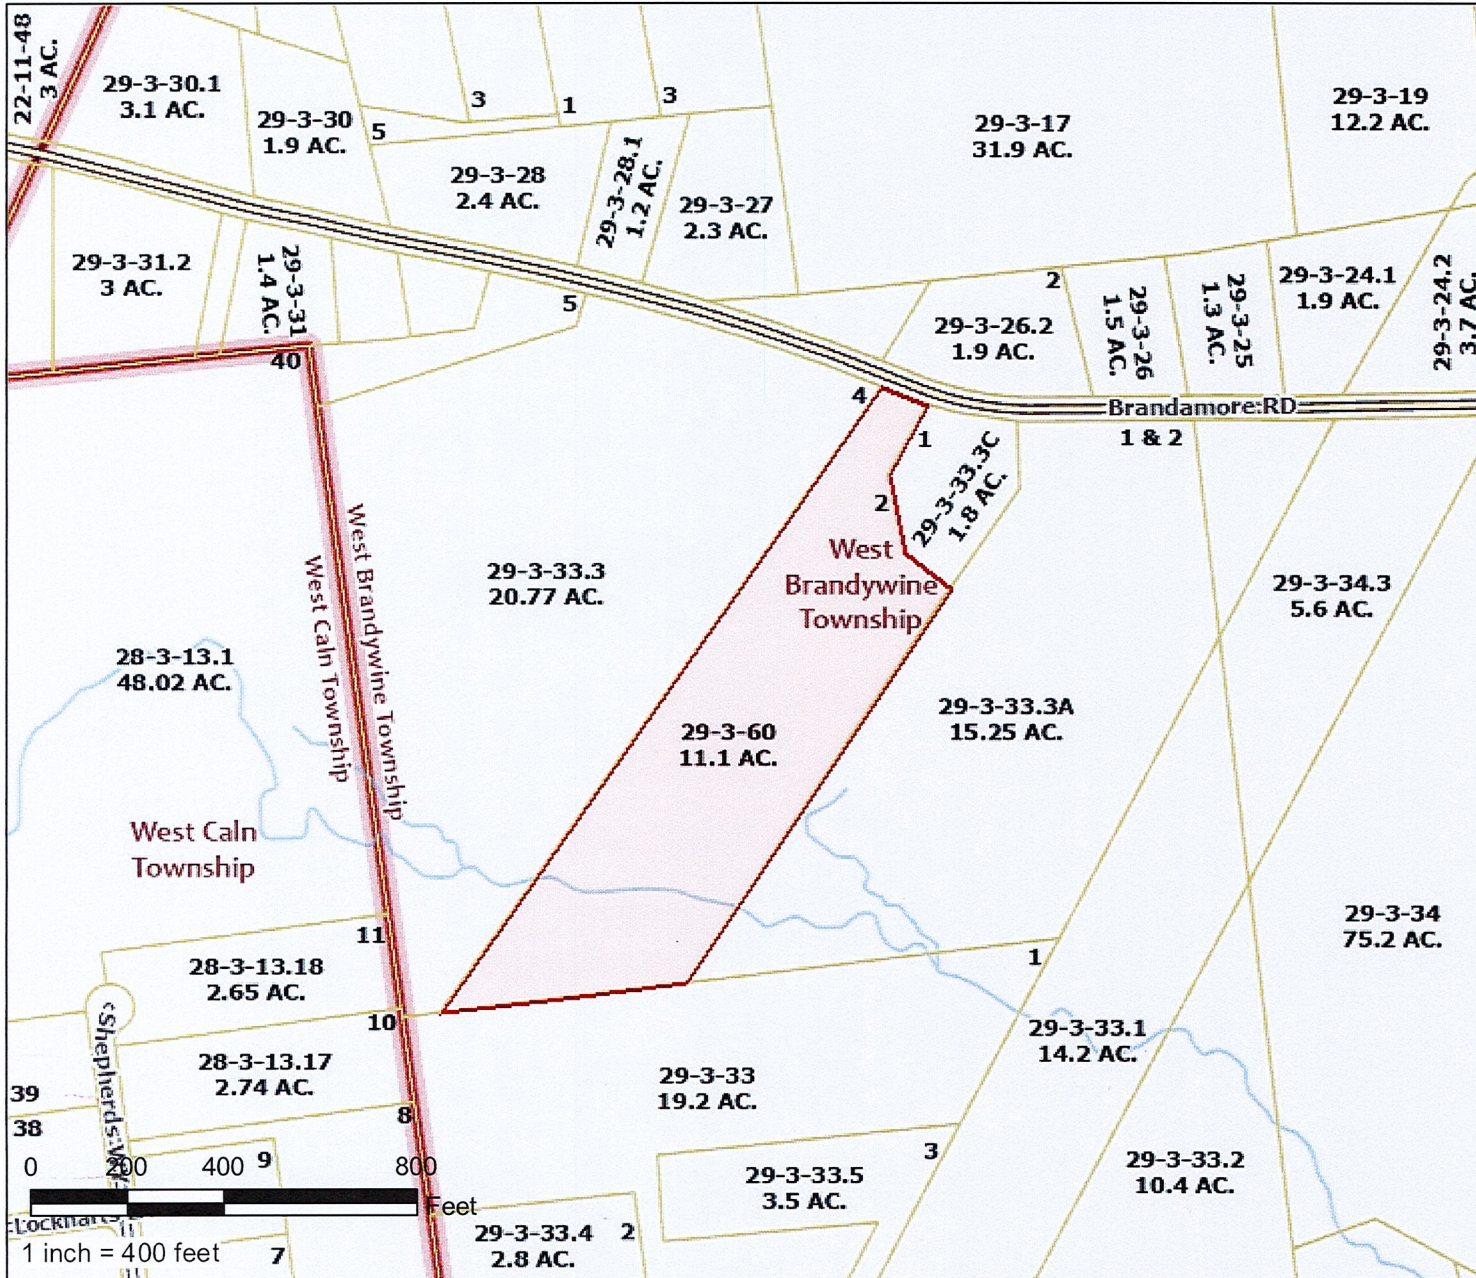 22-11-48
3 AC.
29-3-30.1
3.1 AC.
29-3-30
1.9 AC.
5
3
1
3
29-3-28
2.4 AC.
29-3-28.1
1.2 AC.
29-3-27
2.3 AC.
29-3-17
31.9 AC.
29-3-19
12.2 AC.
29-3-31.2
3 AC.
29-3-31
1.4 AC.
40
5
2
29-3-26.2
1.9 AC.
29-3-26
1.5 AC.
29-3-25
1.3 AC.
29-3-24.1
1.9 AC.
29-3-24.2
3.7 AC.
Brandamore RD
1 & 2
4
1
2
29-3-33.3C
1.8 AC.
West
Brandywine
Township
West Brandywine Township
West Caln Township
29-3-33.3
20.77 AC.
29-3-34.3
5.6 AC.
28-3-13.1
48.02 AC.
29-3-60
11.1 AC.
29-3-33.3A
15.25 AC.
West Caln
Township
29-3-34
75.2 AC.
11
28-3-13.18
2.65 AC.
10
1
29-3-33.1
14.2 AC.
28-3-13.17
2.74 AC.
29-3-33
19.2 AC.
39
38
8
9
3
29-3-33.5
3.5 AC.
29-3-33.2
10.4 AC.
Shepherds
0 200 400 800
Feet
1 inch = 400 feet
7
29-3-33.4
2.8 AC.
2